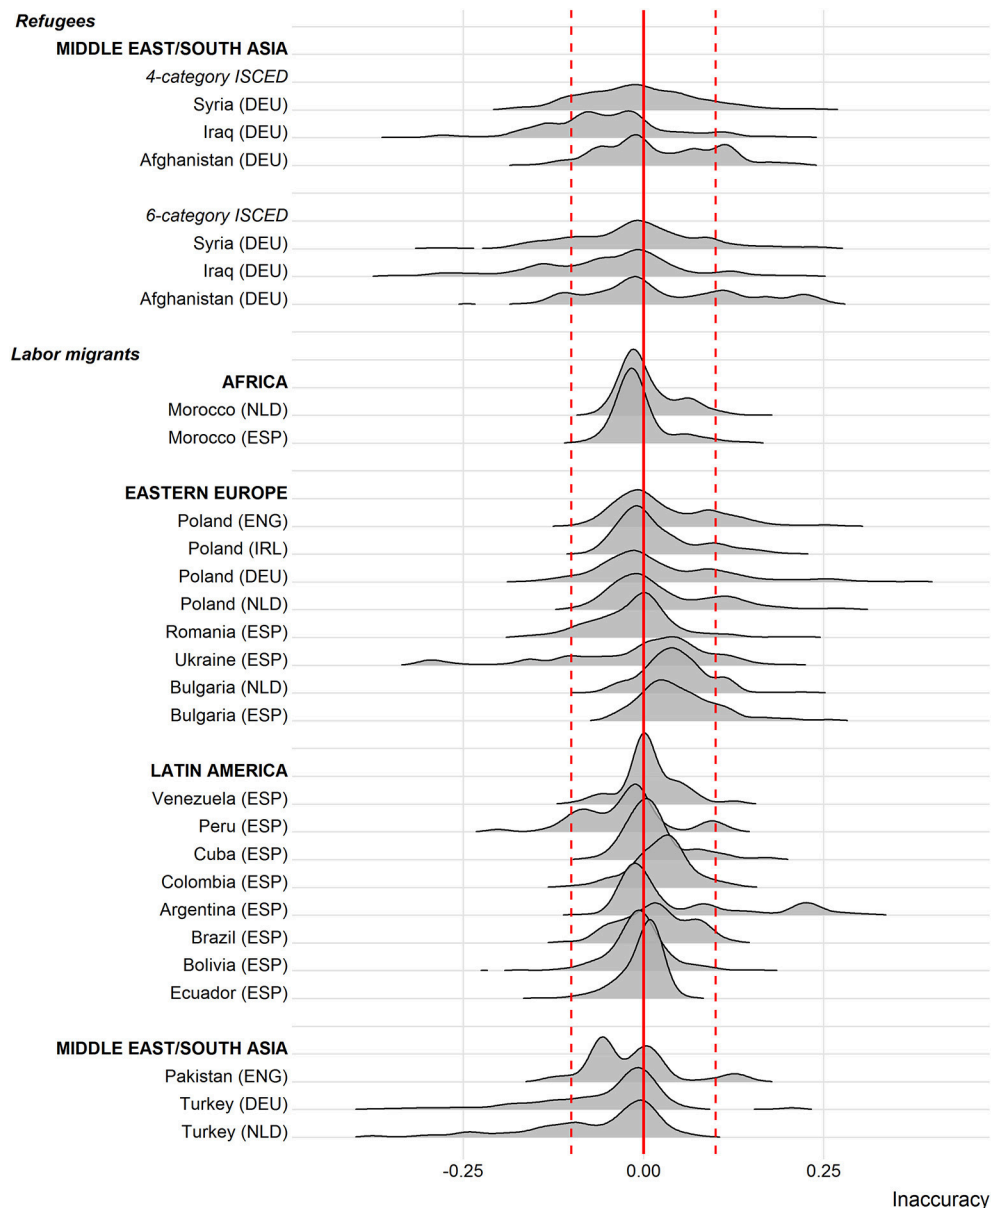 Refugees
MIDDLE EAST/SOUTH ASIA
4-category ISCED
Syria (DEU)
Iraq (DEU)
Afghanistan (DEU)
6-category ISCED
Syria (DEU)
Iraq (DEU)
Afghanistan (DEU)
Labor migrants
AFRICA
Morocco (NLD)
Morocco (ESP)
EASTERN EUROPE
Poland (ENG)
Poland (IRL)
Poland (DEU)
Poland (NLD)
Romania (ESP)
Ukraine (ESP)
Bulgaria (NLD)
Bulgaria (ESP)
LATIN AMERICA
Venezuela (ESP)
Peru (ESP)
Cuba (ESP)
Colombia (ESP)
Argentina (ESP)
Brazil (ESP)
Bolivia (ESP)
Ecuador (ESP)
MIDDLE EAST/SOUTH ASIA
Pakistan (ENG)
Turkey (DEU)
Turkey (NLD)
-0.25 0.00 0.25
Inaccuracy